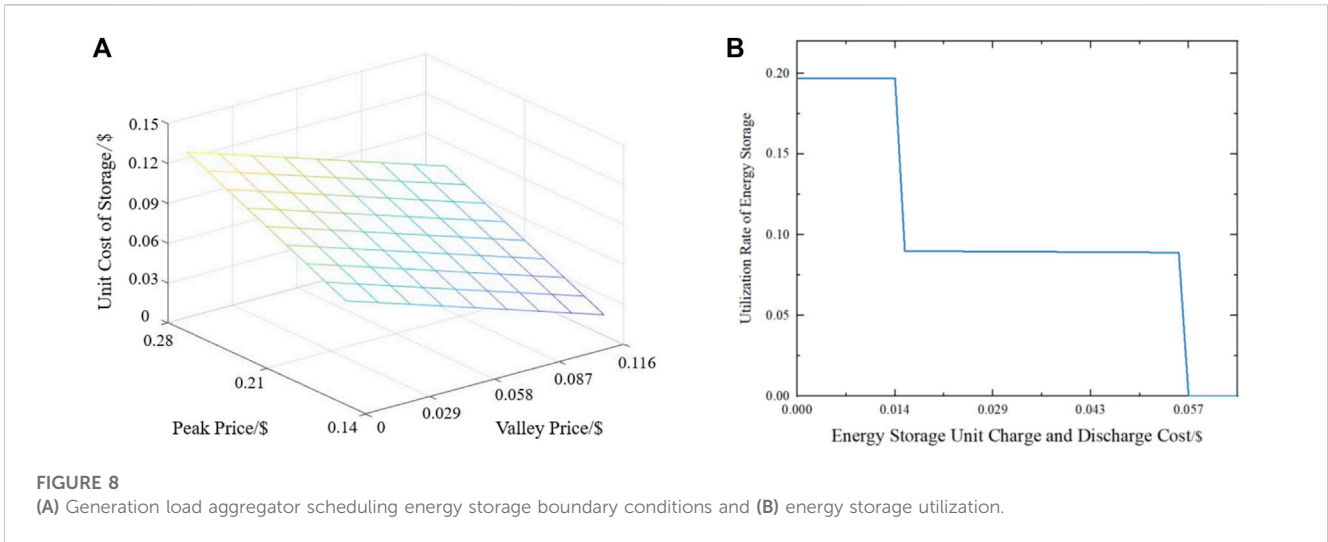 A
Unit Cost of Storage/$
0.15
0.12
0.09
0.06
0.03
0
0.28
0.21
0.14
Peak Price/$
0
0.029
0.058
0.087
0.116
Valley Price/$
B
Utilization Rate of Energy Storage
0.20
0.15
0.10
0.05
0.00
0.000 0.014 0.029 0.043 0.057
Energy Storage Unit Charge and Discharge Cost/$
FIGURE 8
(A) Generation load aggregator scheduling energy storage boundary conditions and (B) energy storage utilization.